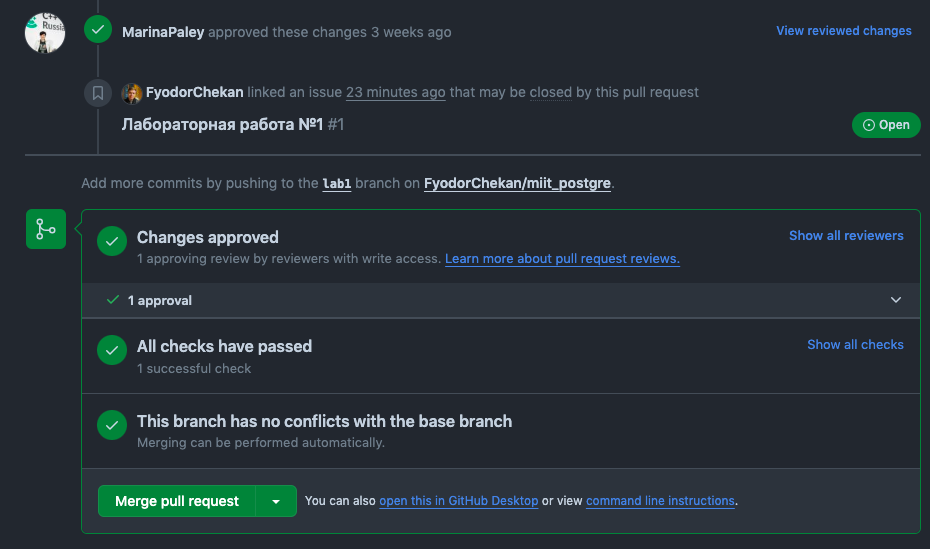 C++
Russia
MarinaPaley approved these changes 3 weeks ago
View reviewed changes
FyodorChekan linked an issue 23 minutes ago that may be closed by this pull request
Лабораторная работа №1 #1
Open
Add more commits by pushing to the lab1 branch on FyodorChekan/miit_postgre.
Changes approved
Show all reviewers
1 approving review by reviewers with write access. Learn more about pull request reviews.
1 approval
All checks have passed
Show all checks
1 successful check
This branch has no conflicts with the base branch
Merging can be performed automatically.
Merge pull request
You can also open this in GitHub Desktop or view command line instructions.